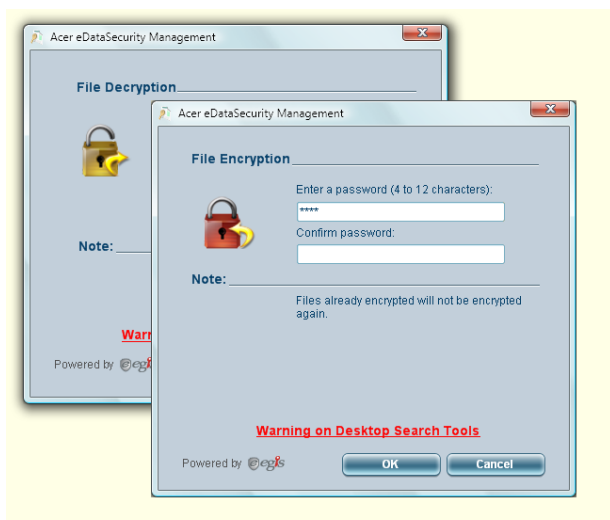 Acer eDataSecurity Management
File Decryption
Note:
Powered by egis
Acer eDataSecurity Management
File Encryption
Enter a password (4 to 12 characters):
****
Confirm password:
Note:
Files already encrypted will not be encrypted
again.
Warning on Desktop Search Tools
Powered by egis
OK
Cancel